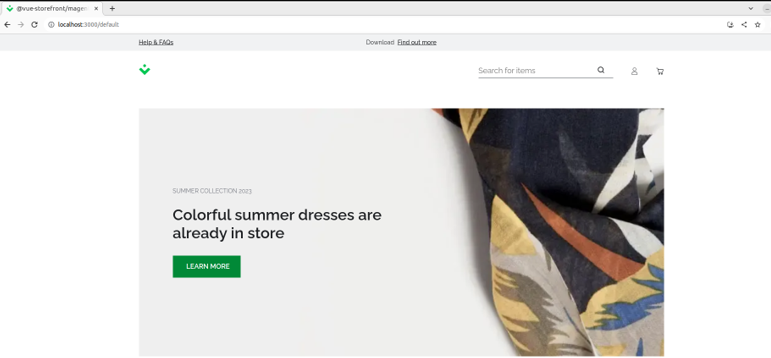 @vue-storefront/magen
localhost:3000/default
Help & FAQs
Download Find out more
Search for items
SUMMER COLLECTION 2023
Colorful summer dresses are
already in store
LEARN MORE